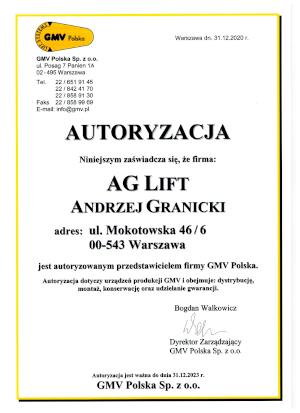 GMV Polska
Warszawa dn. 31.12.2020 r.
GMV Polska Sp. z o.o.
ul. Posag 7 Panien 1A
02-495 Warszawa
Tel. 22 / 651 91 45
22 / 842 41 70
22 / 858 91 30
Faks 22 / 858 99 69
E-mail: info@gmv.pl
AUTORYZACJA
Niniejszym zaświadcza się, że firma:
AG LIFT
ANDRZEJ GRANICKI
adres: ul. Mokotowska 46 / 6
00-543 Warszawa
jest autoryzowanym przedstawicielem firmy GMV Polska.
Autoryzacja dotyczy urządzeń produkcji GMV i obejmuje: dystrybucję,
montaż, konserwację oraz udzielanie gwarancji.
Bogdan Walkowicz
Dyrektor Zarządzający
GMV Polska Sp. z o.o.
Autoryzacja jest ważna do dnia 31.12.2023 r.
GMV Polska Sp. z o.o.